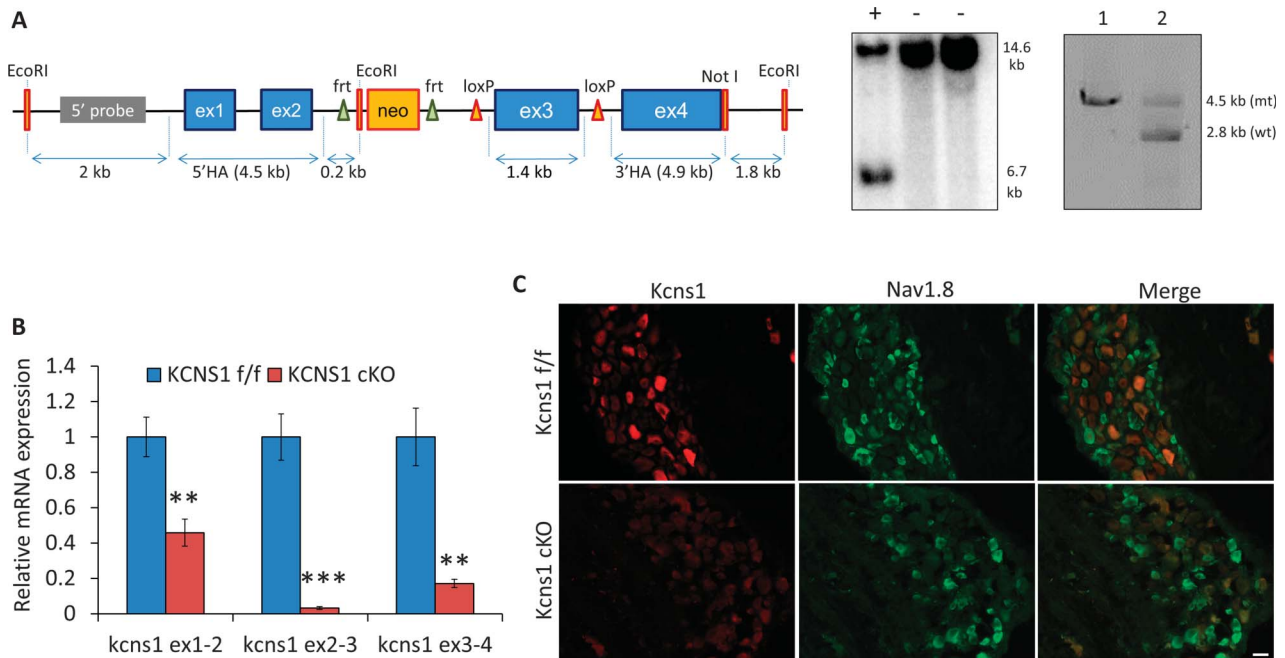 A
EcoRI
5’ probe
ex1
ex2
frt
EcoRI
neo
frt
loxP
ex3
loxP
ex4
Not I
EcoRI
2 kb
5’HA (4.5 kb)
0.2 kb
1.4 kb
3’HA (4.9 kb)
1.8 kb
+ - -
14.6
kb
6.7
kb
1 2
4.5 kb (mt)
2.8 kb (wt)
B
Relative mRNA expression
1.4
1.2
1
0.8
0.6
0.4
0.2
0
KCNS1 f/f KCNS1 cKO
**
***
**
kcns1 ex1-2 kcns1 ex2-3 kcns1 ex3-4
C
Kcns1 Nav1.8 Merge
Kcns1 f/f
Kcns1 cKO